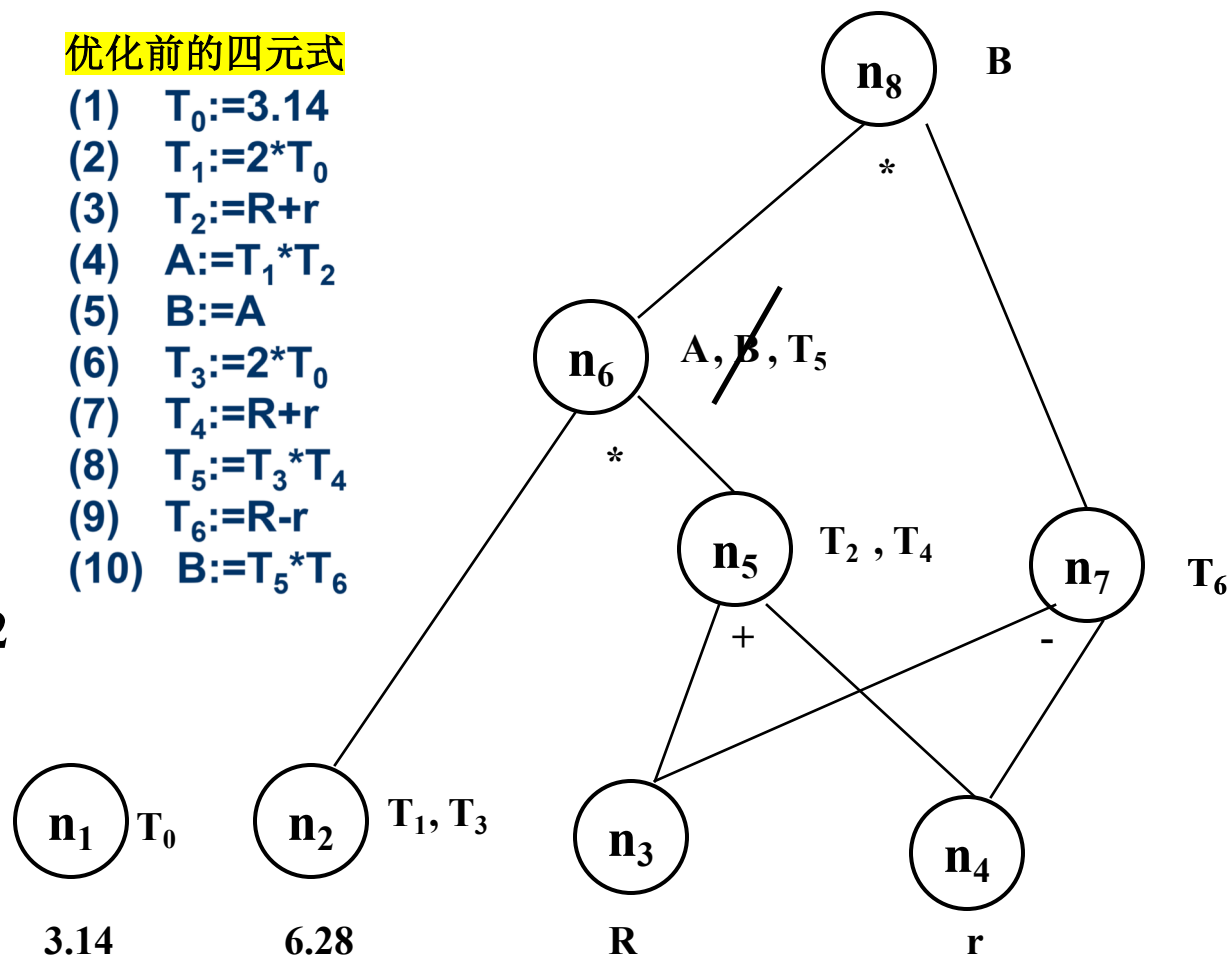 优化前的四元式
(1) T₀:=3.14
(2) T₁:=2*T₀
(3) T₂:=R+r
(4) A:=T₁*T₂
(5) B:=A
(6) T₃:=2*T₀
(7) T₄:=R+r
(8) T₅:=T₃*T₄
(9) T₆:=R-r
(10) B:=T₅*T₆
n₈ B
*
n₆ A , B , T₅
*
n₅ T₂ , T₄
+
n₇ T₆
-
2
n₁ T₀
n₂ T₁, T₃
n₃
n₄
3.14
6.28
R
r